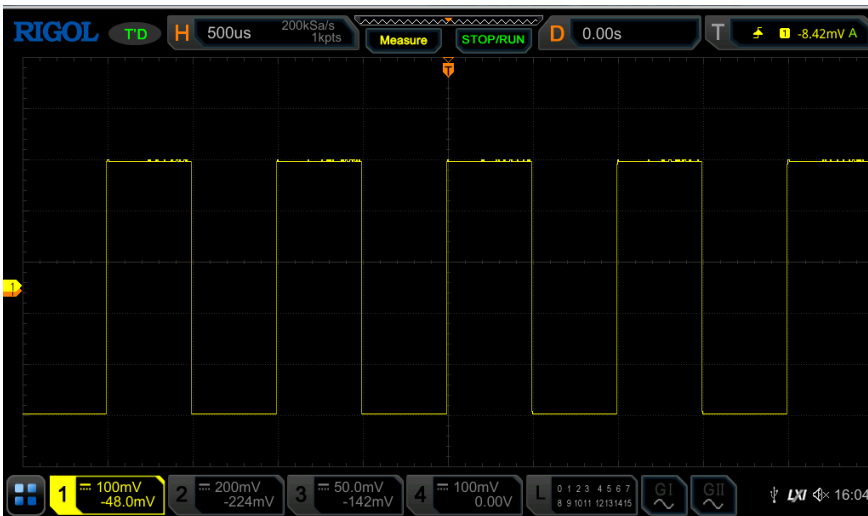 RIGOL T'D H 500us 200kSa/s 1kpts Measure STOP/RUN D 0.00s T 1 -8.42mV A
T
1
1 100mV -48.0mV 2 200mV -224mV 3 50.0mV -142mV 4 100mV 0.00V L 0 1 2 3 4 5 6 7 8 9 10 11 12 13 14 15 GI GII LXI 16:04